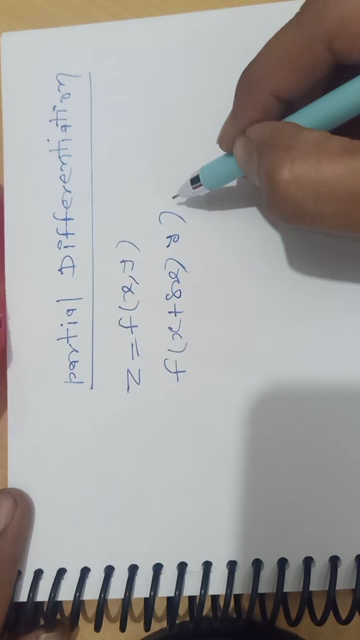 partial Differentiation
z = f(x,y)
f(x+δx, y)